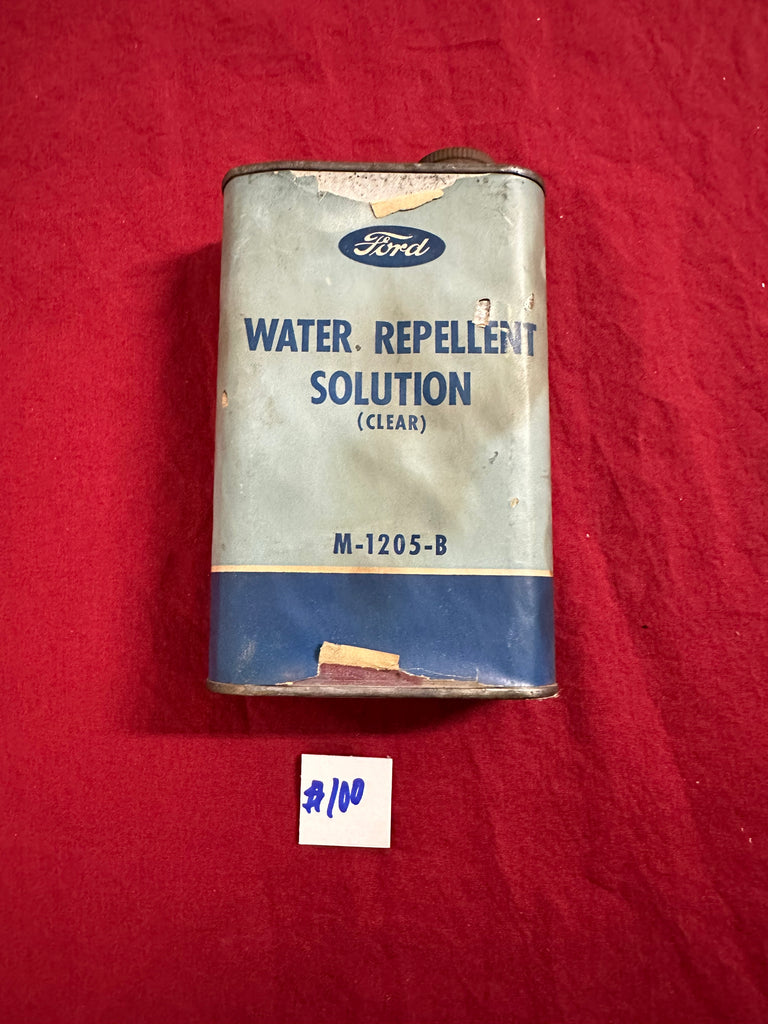 Ford
WATER REPELLENT
SOLUTION
(CLEAR)
M-1205-B
#100